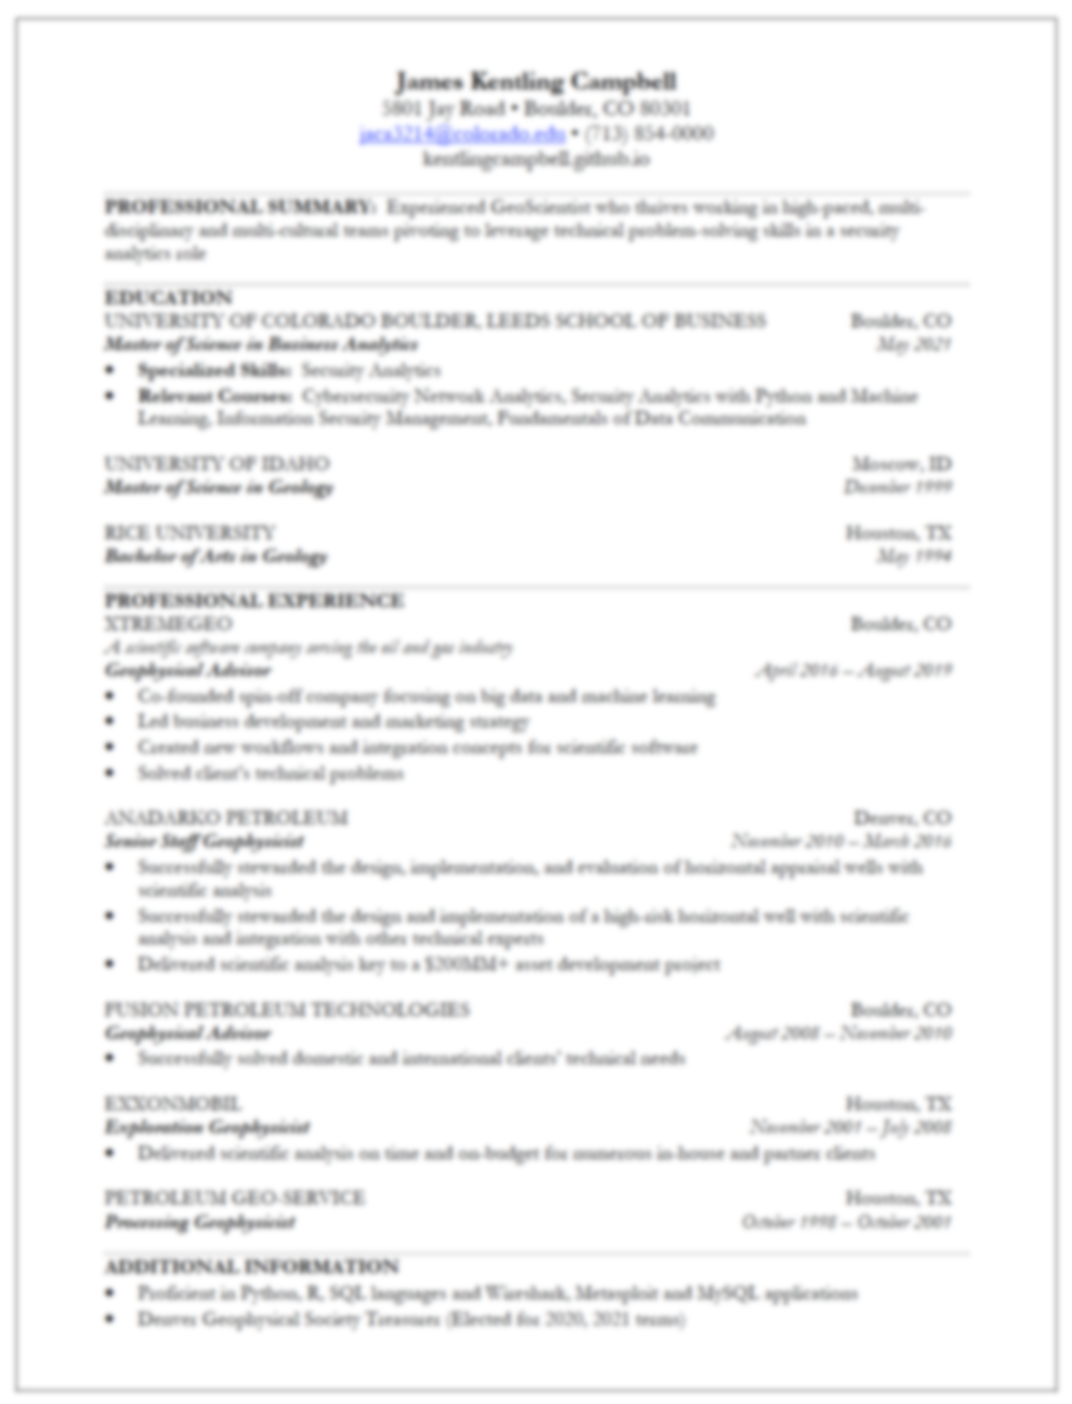 James Kentling Campbell
5801 Jay Road • Boulder, CO 80301
jaca3214@colorado.edu • (713) 854-0000
kentlingcampbell.github.io
PROFESSIONAL SUMMARY: Experienced GeoScientist who thrives working in high-paced, multi-
disciplinary and multi-cultural teams pivoting to leverage technical problem-solving skills in a security
analytics role
EDUCATION
UNIVERSITY OF COLORADO BOULDER, LEEDS SCHOOL OF BUSINESS Boulder, CO
Master of Science in Business Analytics May 2021
• Specialized Skills: Security Analytics
• Relevant Courses: Cybersecurity Network Analytics, Security Analytics with Python and Machine
Learning, Information Security Management, Fundamentals of Data Communication
UNIVERSITY OF IDAHO Moscow, ID
Master of Science in Geology December 1999
RICE UNIVERSITY Houston, TX
Bachelor of Arts in Geology May 1994
PROFESSIONAL EXPERIENCE
XTREMEGEO Boulder, CO
A scientific software company serving the oil and gas industry
Geophysical Advisor April 2016 – August 2019
• Co-founded spin-off company focusing on big data and machine learning
• Led business development and marketing strategy
• Created new workflows and integration concepts for scientific software
• Solved client's technical problems
ANADARKO PETROLEUM Denver, CO
Senior Staff Geophysicist November 2010 – March 2016
• Successfully stewarded the design, implementation, and evaluation of horizontal appraisal wells with
scientific analysis
• Successfully stewarded the design and implementation of a high-risk horizontal well with scientific
analysis and integration with other technical experts
• Delivered scientific analysis key to a $200MM+ asset development project
FUSION PETROLEUM TECHNOLOGIES Boulder, CO
Geophysical Advisor August 2008 – November 2010
• Successfully solved domestic and international clients' technical needs
EXXONMOBIL Houston, TX
Exploration Geophysicist November 2001 – July 2008
• Delivered scientific analysis on time and on-budget for numerous in-house and partner clients
PETROLEUM GEO-SERVICE Houston, TX
Processing Geophysicist October 1998 – October 2001
ADDITIONAL INFORMATION
• Proficient in Python, R, SQL languages and Wireshark, Metasploit and MySQL applications
• Denver Geophysical Society Treasurer (Elected for 2020, 2021 terms)